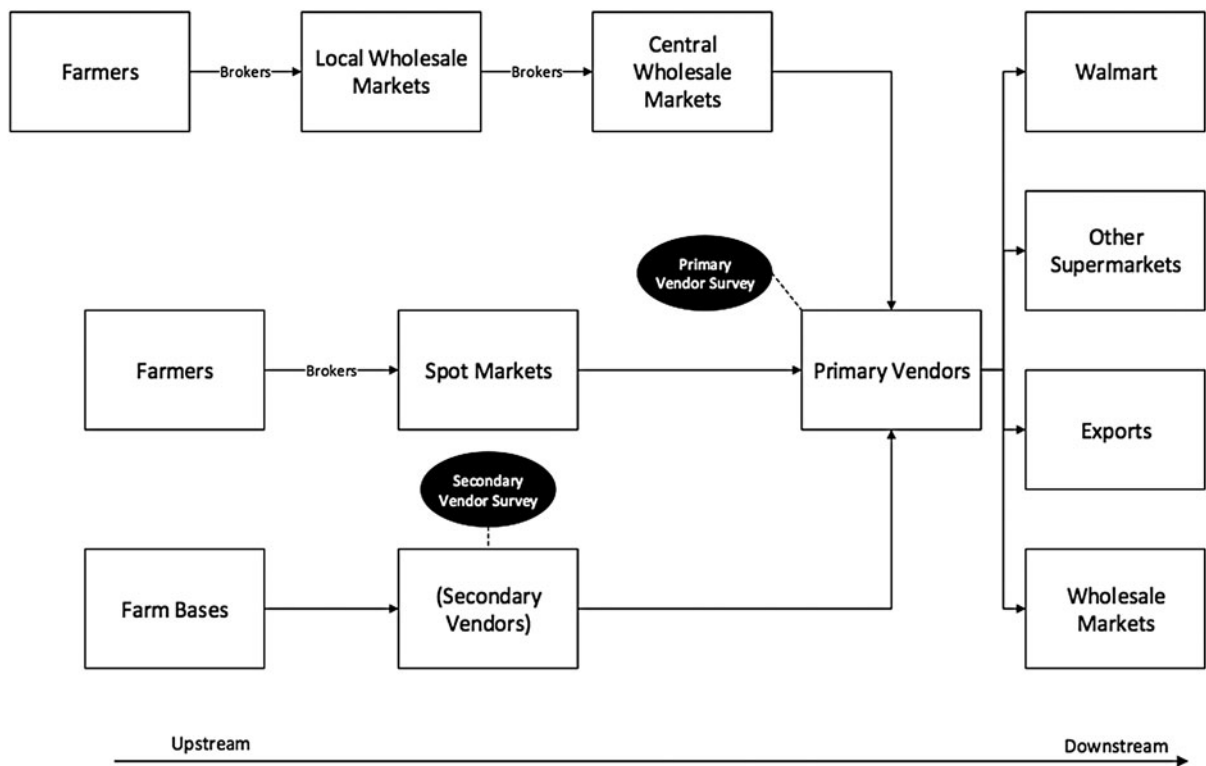 Farmers
Brokers
Local Wholesale
Markets
Brokers
Central
Wholesale
Markets
Walmart
Other
Supermarkets
Primary
Vendor Survey
Farmers
Brokers
Spot Markets
Primary Vendors
Exports
Secondary
Vendor Survey
Farm Bases
(Secondary
Vendors)
Wholesale
Markets
Upstream
Downstream